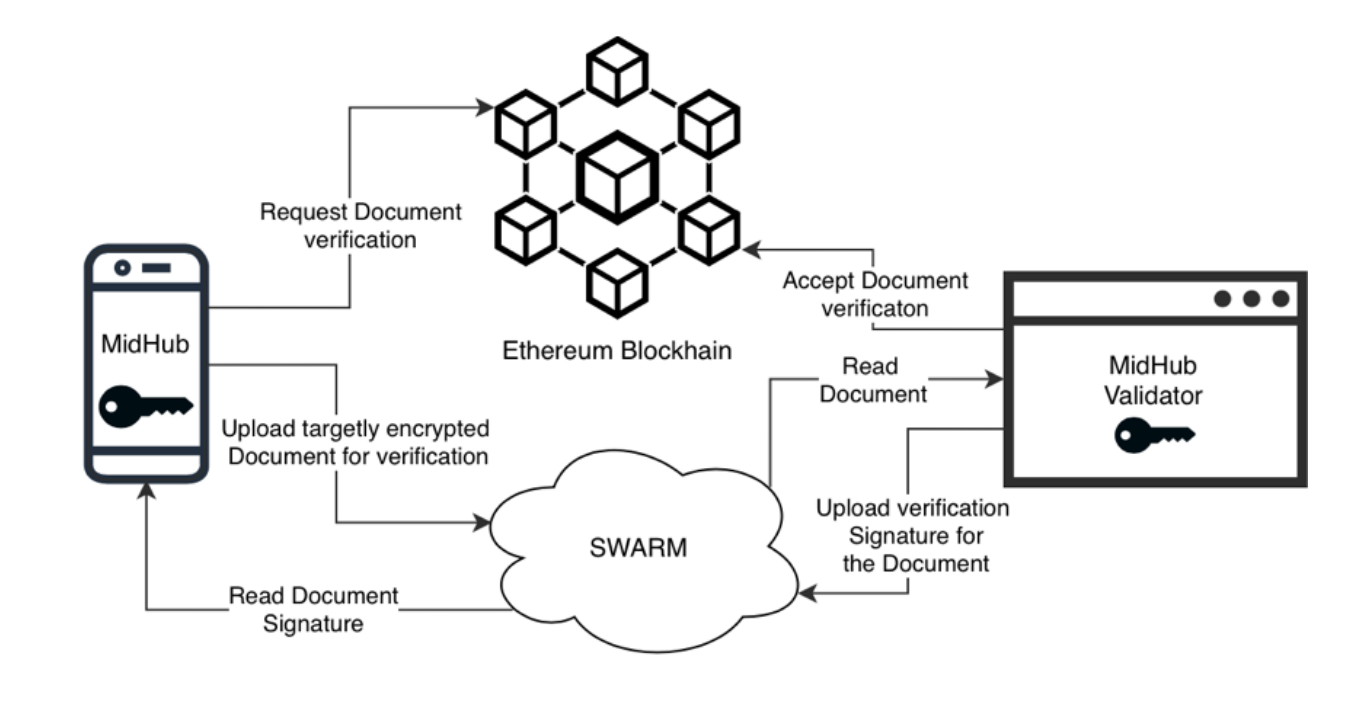 Request Document
verification
Ethereum Blockhain
Accept Document
verificaton
MidHub
MidHub
Validator
Read
Document
Upload targetly encrypted
Document for verification
Upload verification
Signature for
the Document
SWARM
Read Document
Signature